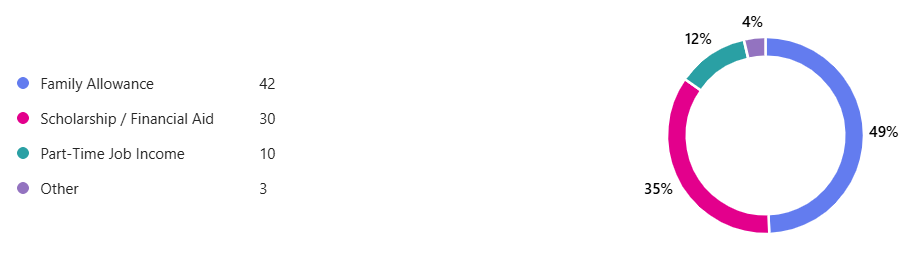 Family Allowance 42
Scholarship / Financial Aid 30
Part-Time Job Income 10
Other 3
4%
12%
49%
35%